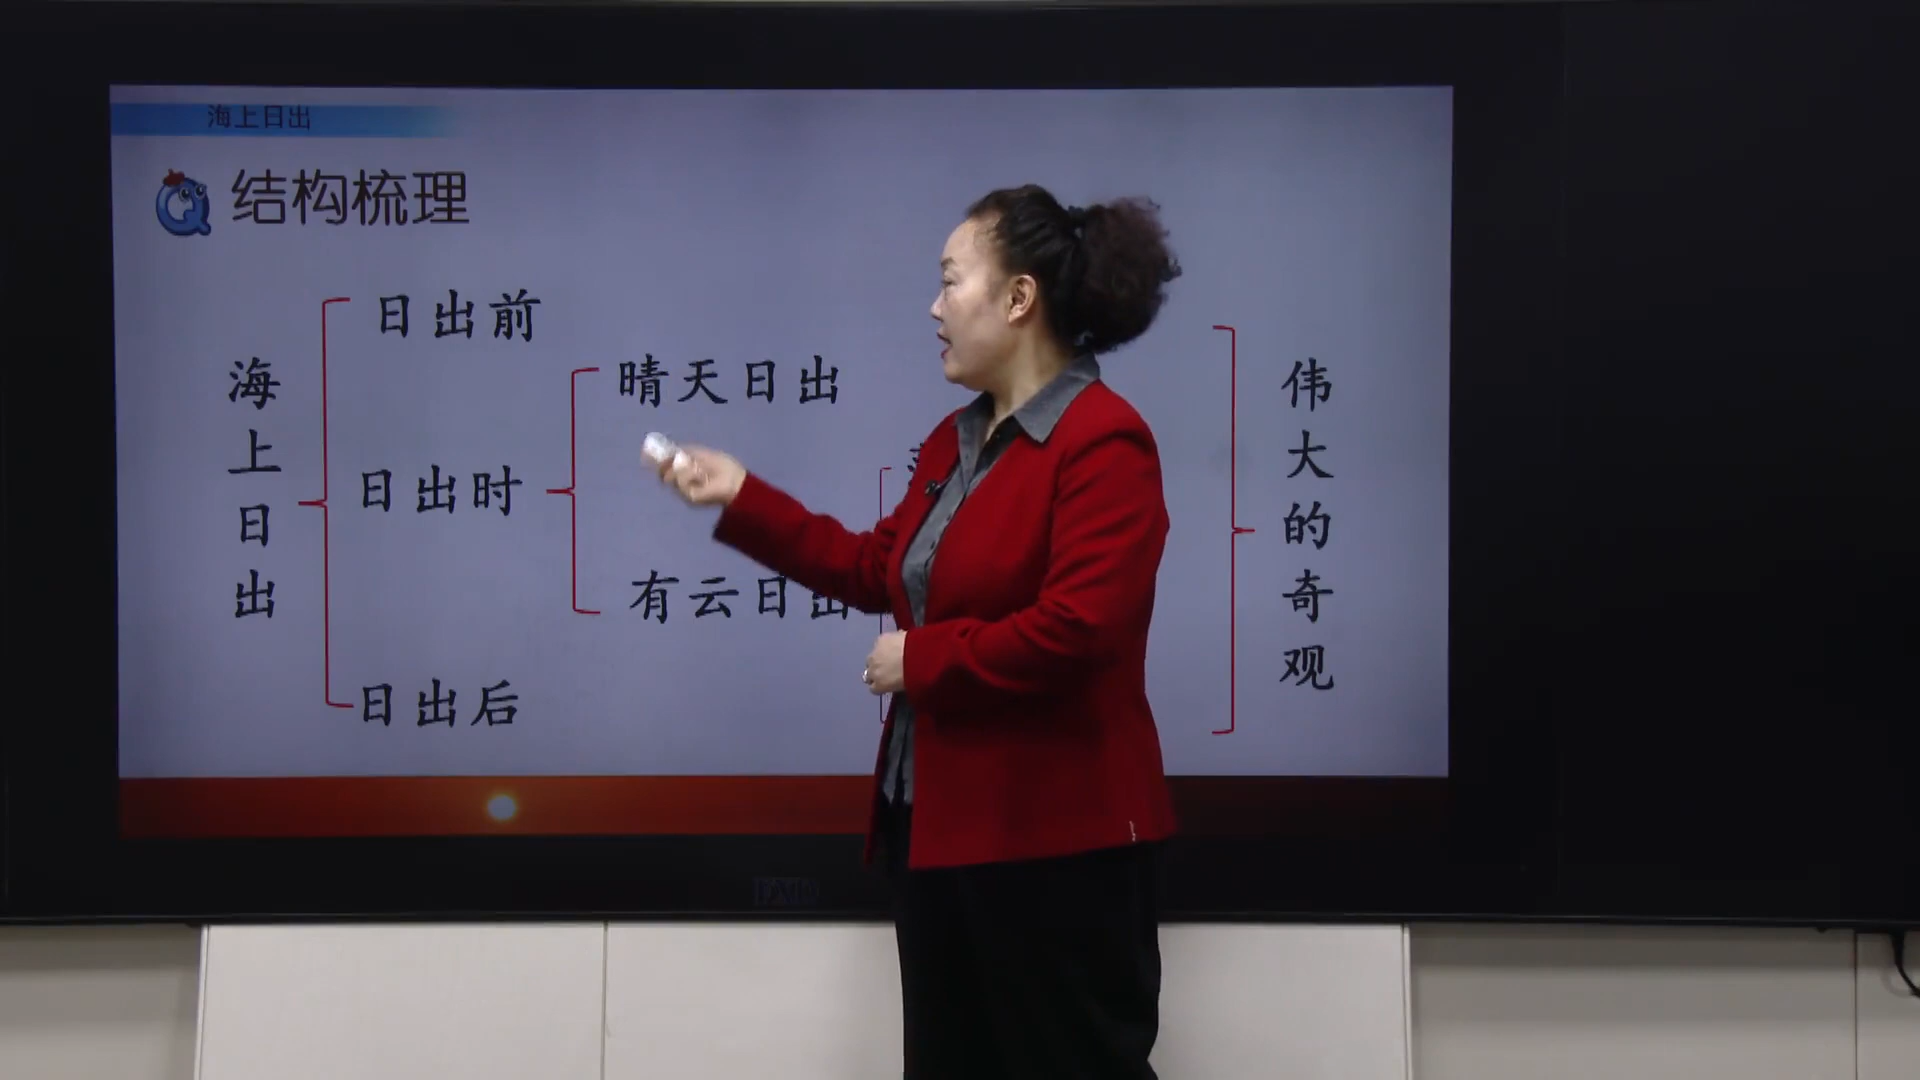 海上日出
结构梳理
海上日出
日出前
日出时
日出后
晴天日出
有云日出
伟大的奇观